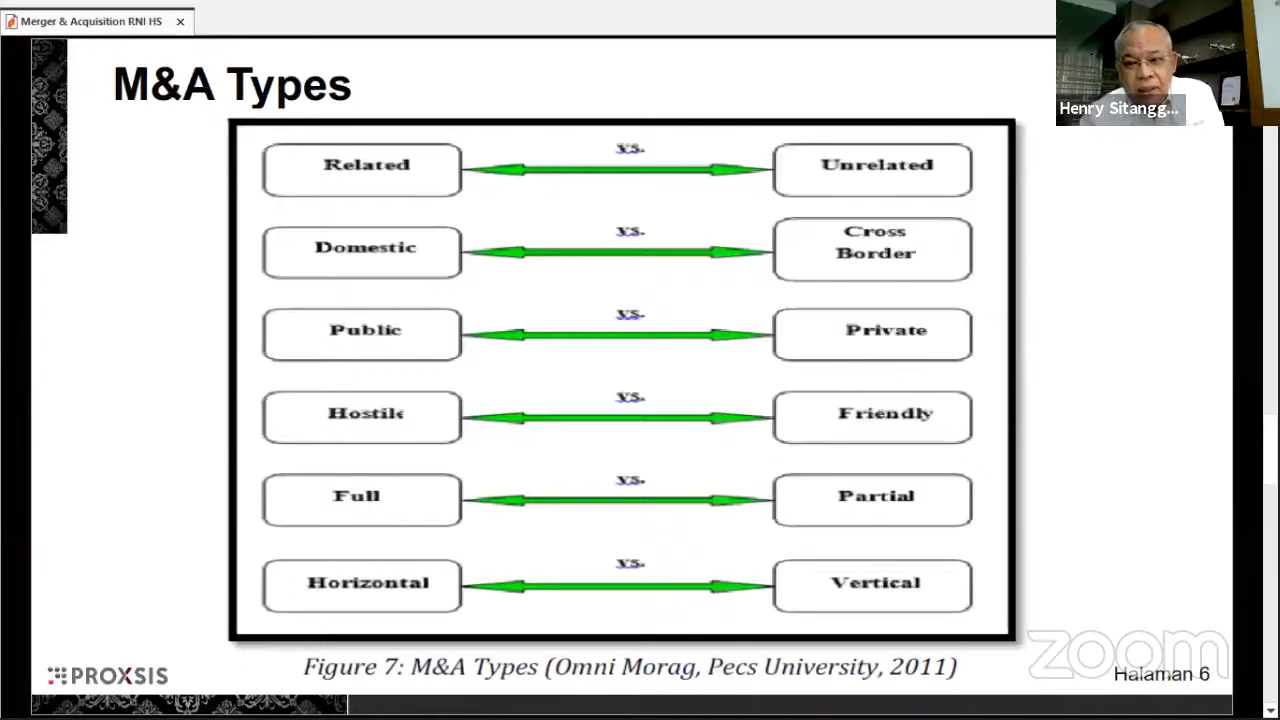 Merger & Acquisition RNI HS
M&A Types
Henry Sitangg...
Related vs. Unrelated
Domestic vs. Cross Border
Public vs. Private
Hostile vs. Friendly
Full vs. Partial
Horizontal vs. Vertical
Figure 7: M&A Types (Omni Morag, Pecs University, 2011)
PROXSIS
zoom
Halaman 6